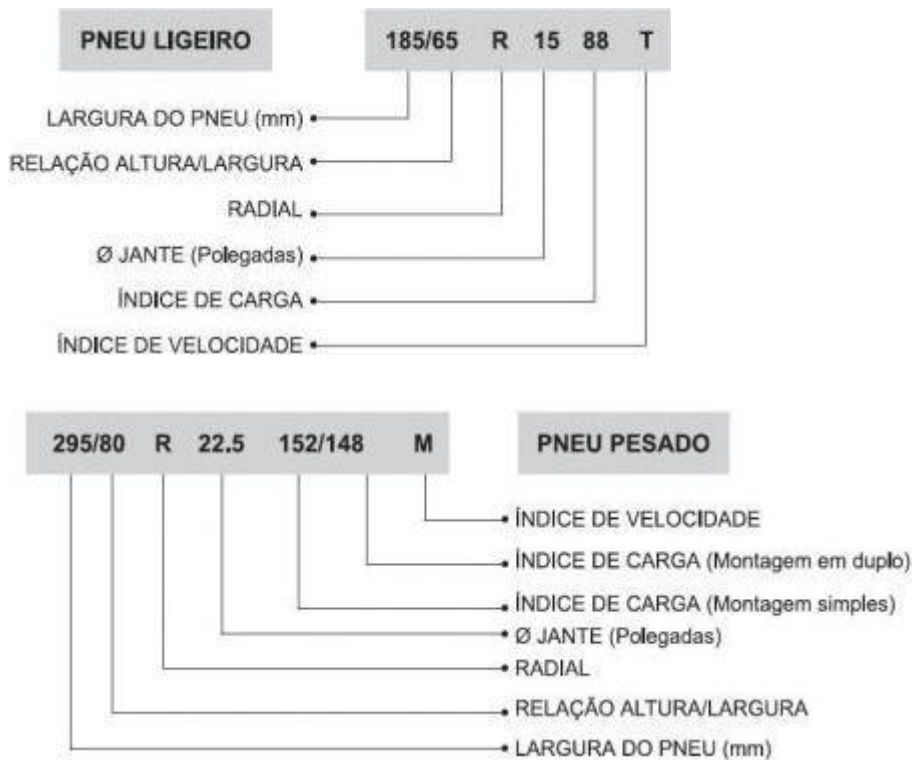 PNEU LIGEIRO
185/65 R 15 88 T
LARGURA DO PNEU (mm)
RELAÇÃO ALTURA/LARGURA
RADIAL
Ø JANTE (Polegadas)
ÍNDICE DE CARGA
ÍNDICE DE VELOCIDADE
295/80 R 22.5 152/148 M
PNEU PESADO
ÍNDICE DE VELOCIDADE
ÍNDICE DE CARGA (Montagem em duplo)
ÍNDICE DE CARGA (Montagem simples)
Ø JANTE (Polegadas)
RADIAL
RELAÇÃO ALTURA/LARGURA
LARGURA DO PNEU (mm)